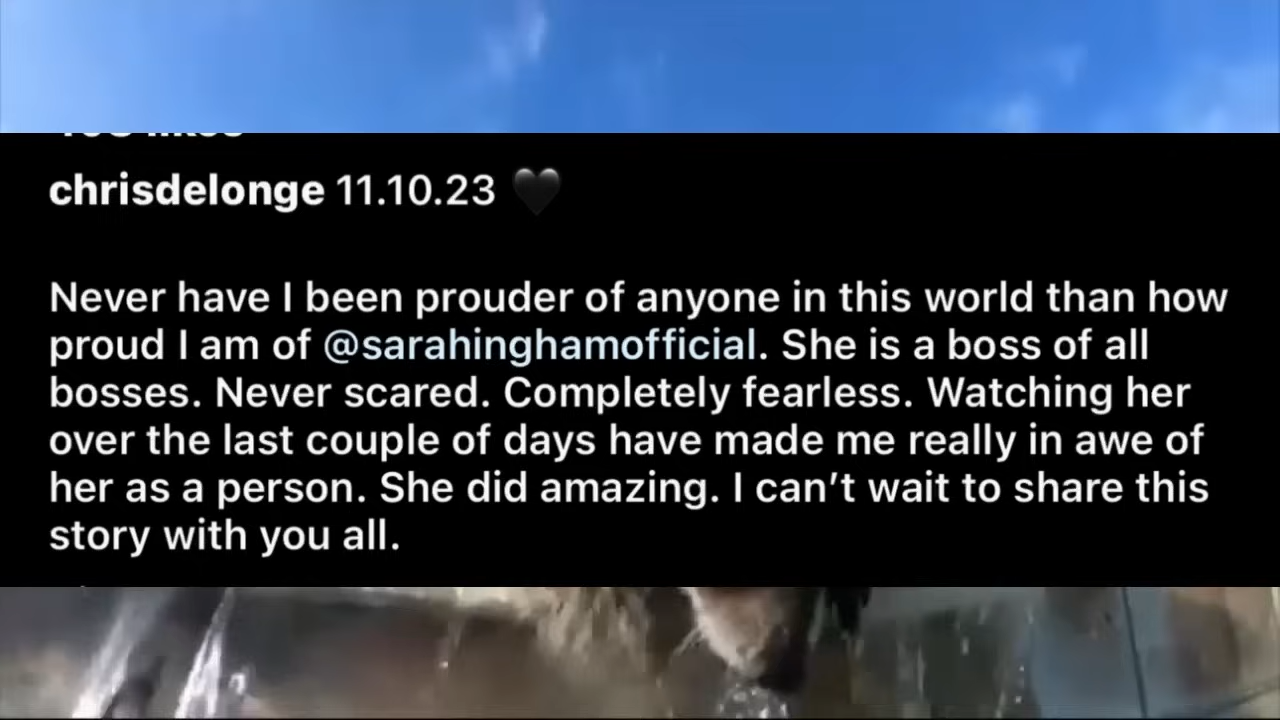 chrisdelonge 11.10.23 🖤
Never have I been prouder of anyone in this world than how
proud I am of @sarahinghamofficial. She is a boss of all
bosses. Never scared. Completely fearless. Watching her
over the last couple of days have made me really in awe of
her as a person. She did amazing. I can’t wait to share this
story with you all.